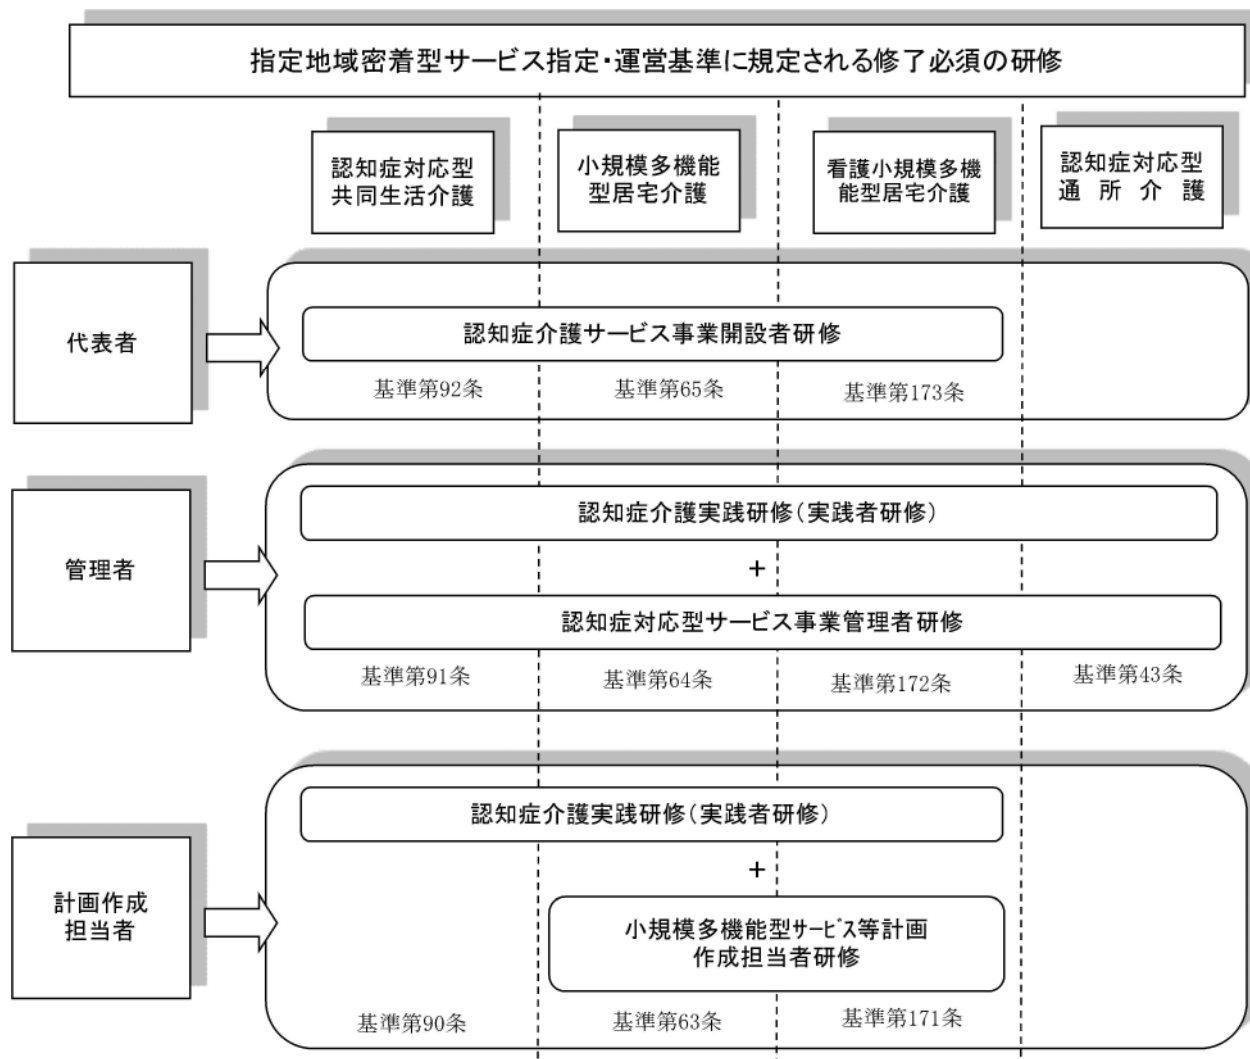 指定地域密着型サービス指定・運営基準に規定される修了必須の研修
認知症対応型
共同生活介護
小規模多機能
型居宅介護
看護小規模多機
能型居宅介護
認知症対応型
通所介護
代表者
認知症介護サービス事業開設者研修
基準第92条
基準第65条
基準第173条
管理者
認知症介護実践研修（実践者研修）
+
認知症対応型サービス事業管理者研修
基準第91条
基準第64条
基準第172条
基準第43条
計画作成
担当者
認知症介護実践研修（実践者研修）
+
小規模多機能型ｻｰﾋﾞｽ等計画
作成担当者研修
基準第90条
基準第63条
基準第171条